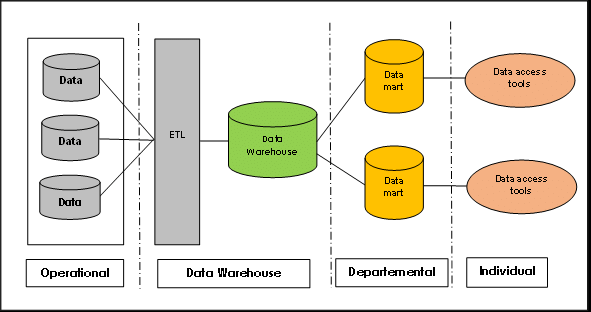 Data
Data
Data
ETL
Data
Warehouse
Data
mart
Data
mart
Data access
tools
Data access
tools
Operational
Data Warehouse
Departemental
Individual